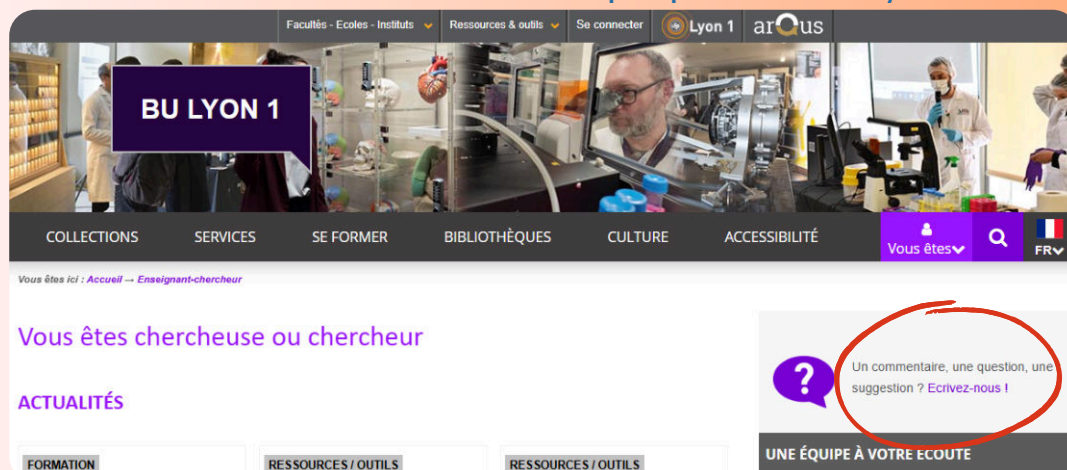 Facultés - Ecoles - Instituts Ressources & outils Se connecter Lyon 1 arqus
BU LYON 1
COLLECTIONS SERVICES SE FORMER BIBLIOTHÈQUES CULTURE ACCESSIBILITÉ Vous êtes FR
Vous êtes ici : Accueil → Enseignant-chercheur
Vous êtes chercheuse ou chercheur
ACTUALITÉS
? Un commentaire, une question, une
suggestion ? Ecrivez-nous !
UNE ÉQUIPE À VOTRE ÉCOUTE
FORMATION RESSOURCES / OUTILS RESSOURCES / OUTILS